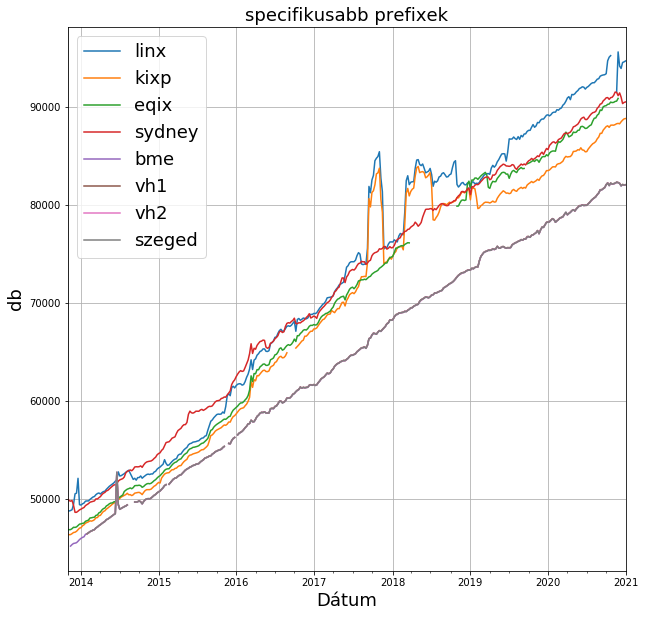 specifikusabb prefixek
linx
kixp
eqix
sydney
bme
vh1
vh2
szeged
db
90000
80000
70000
60000
50000
2014 2015 2016 2017 2018 2019 2020 2021
Dátum